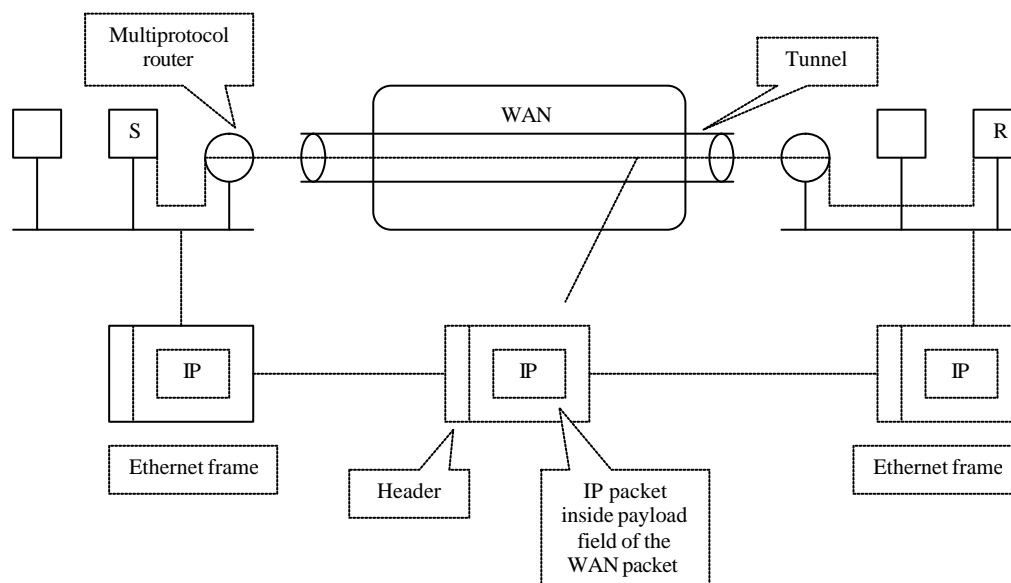 Multiprotocol
router
Tunnel
WAN
S
R
IP
IP
IP
Ethernet frame
Header
IP packet
inside payload
field of the
WAN packet
Ethernet frame